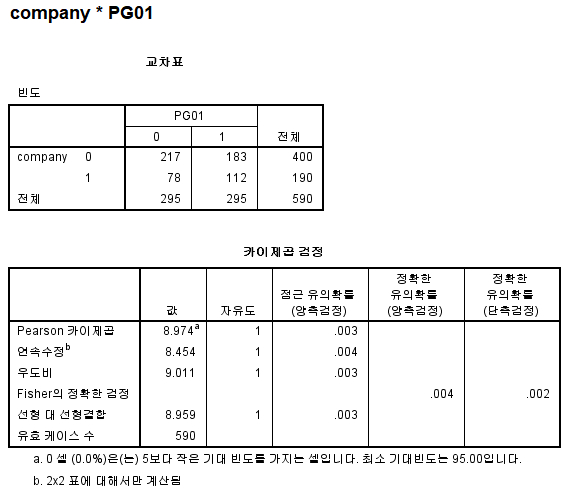 company * PG01
교차표
빈도
PG01
0 1 전체
company 0 217 183 400
1 78 112 190
전체 295 295 590
카이제곱 검정
값 자유도 점근 유의확률 (양측검정) 정확한 유의확률 (양측검정) 정확한 유의확률 (단측검정)
Pearson 카이제곱 8.974a 1 .003
연속수정b 8.454 1 .004
우도비 9.011 1 .003
Fisher의 정확한 검정 .004 .002
선형 대 선형결합 8.959 1 .003
유효 케이스 수 590
a. 0 셀 (0.0%)은(는) 5보다 작은 기대 빈도를 가지는 셀입니다. 최소 기대빈도는 95.00입니다.
b. 2x2 표에 대해서만 계산됨